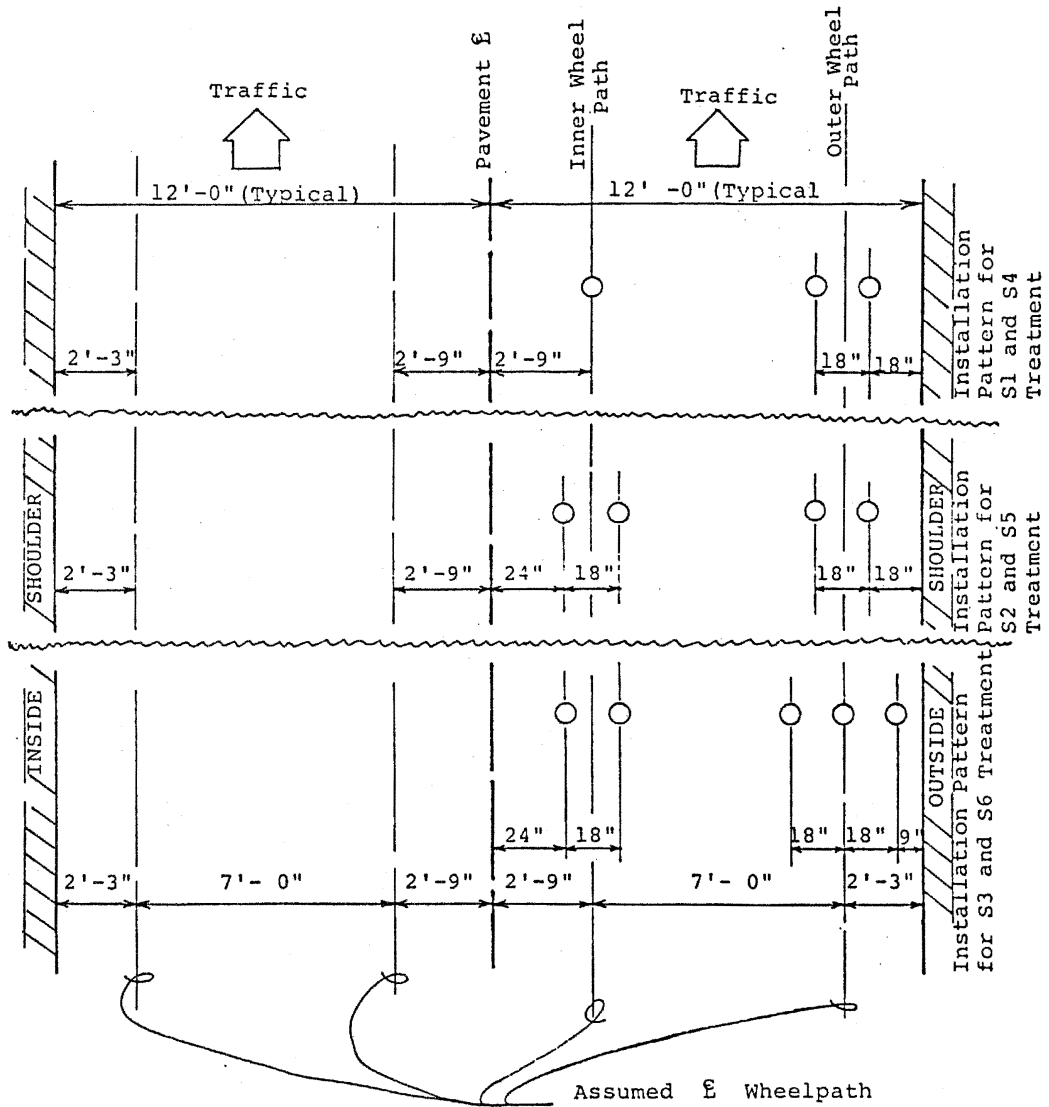 Pavement ⅊
Inner Wheel
Path
Outer Wheel
Path
Traffic
Traffic
12'-0"(Typical)
12' -0"(Typical
2'-3"
2'-9"
2'-9"
18"
18"
Installation
Pattern for
S1 and S4
Treatment
SHOULDER
2'-3"
2'-9"
24"
18"
18"
18"
SHOULDER
Installation
Pattern for
S2 and S5
Treatment
INSIDE
24"
18"
18"
18"
9"
2'-3"
7'- 0"
2'-9"
2'-9"
7'- 0"
2'-3"
OUTSIDE
Installation Pattern
for S3 and S6 Treatment
Assumed ⅊ Wheelpath